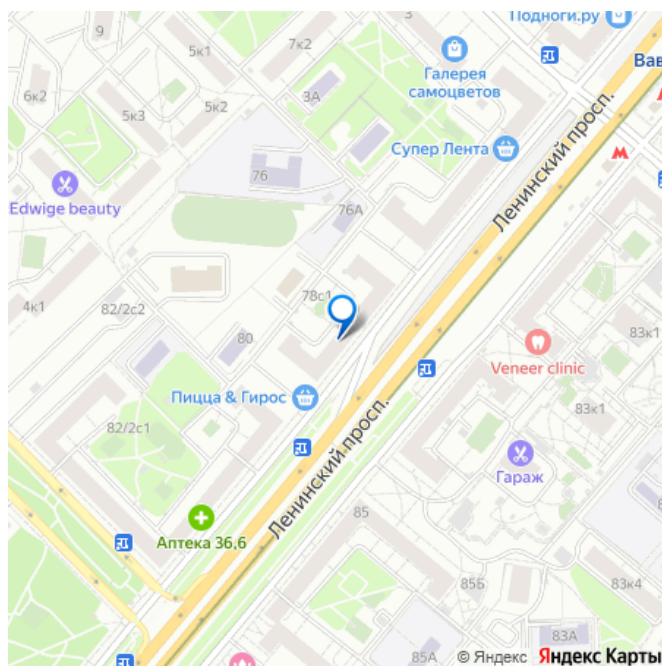 Подноги.ру
9
7к2
3
5к1
Галерея
самоцветов
Вав
6к2
5к2
3А
5к3
Супер Лента
Ленинский просп.
76
Edwige beauty
76А
4к1
82/2с2
78с1
80
83к1
Veneer clinic
Пицца & Гирос
83к1
82/2с1
Ленинский просп.
Гараж
Аптека 36,6
85
85Б
83к4
83А
85А
© Яндекс Яндекс Карты